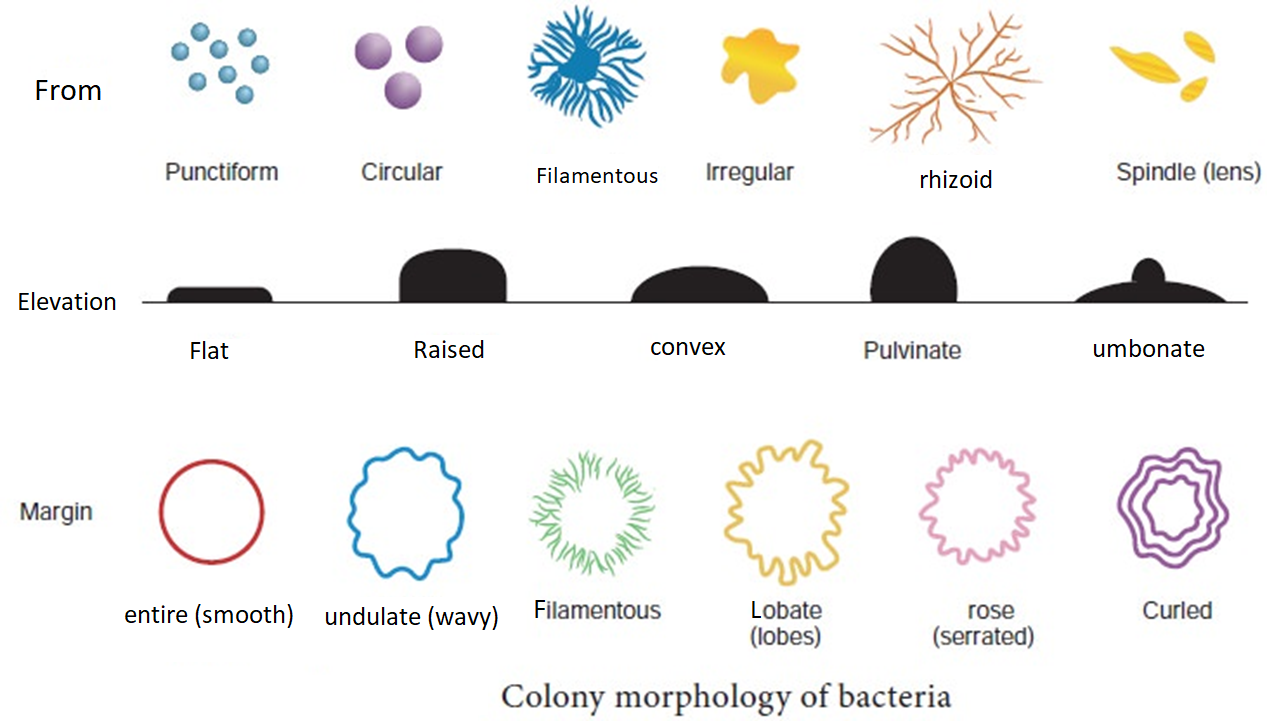 From
Punctiform
Circular
Filamentous
Irregular
rhizoid
Spindle (lens)
Elevation
Flat
Raised
convex
Pulvinate
umbonate
Margin
entire (smooth)
undulate (wavy)
Filamentous
Lobate
(lobes)
rose
(serrated)
Curled
Colony morphology of bacteria